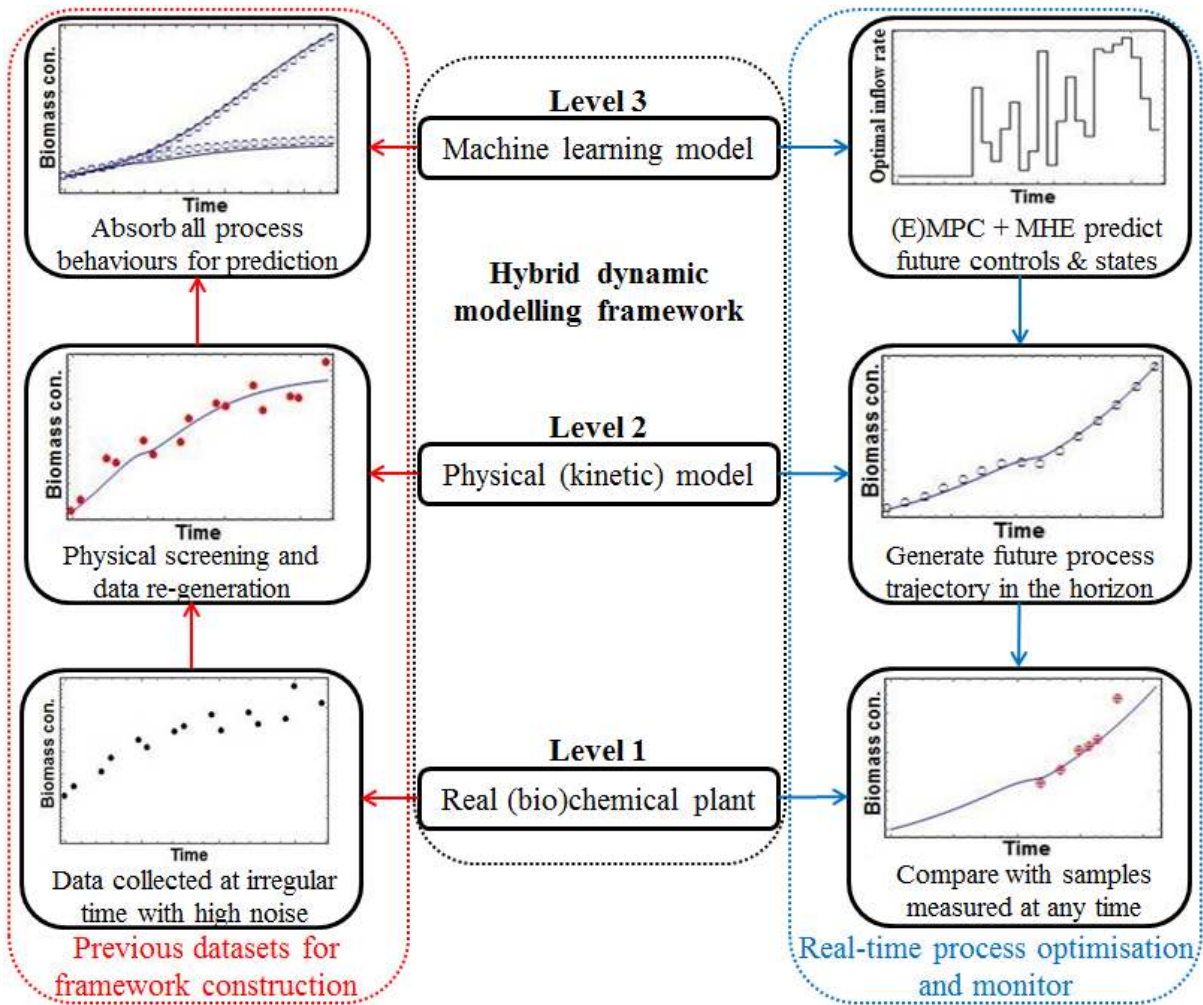 Biomass con.
Time
Absorb all process
behaviours for prediction
Biomass con.
Time
Physical screening and
data re-generation
Biomass con.
Time
Data collected at irregular
time with high noise
Previous datasets for
framework construction
Level 3
Machine learning model
Hybrid dynamic
modelling framework
Level 2
Physical (kinetic) model
Level 1
Real (bio)chemical plant
Optimal inflow rate
Time
(E)MPC + MHE predict
future controls & states
Biomass con.
Time
Generate future process
trajectory in the horizon
Biomass con.
Time
Compare with samples
measured at any time
Real-time process optimisation
and monitor